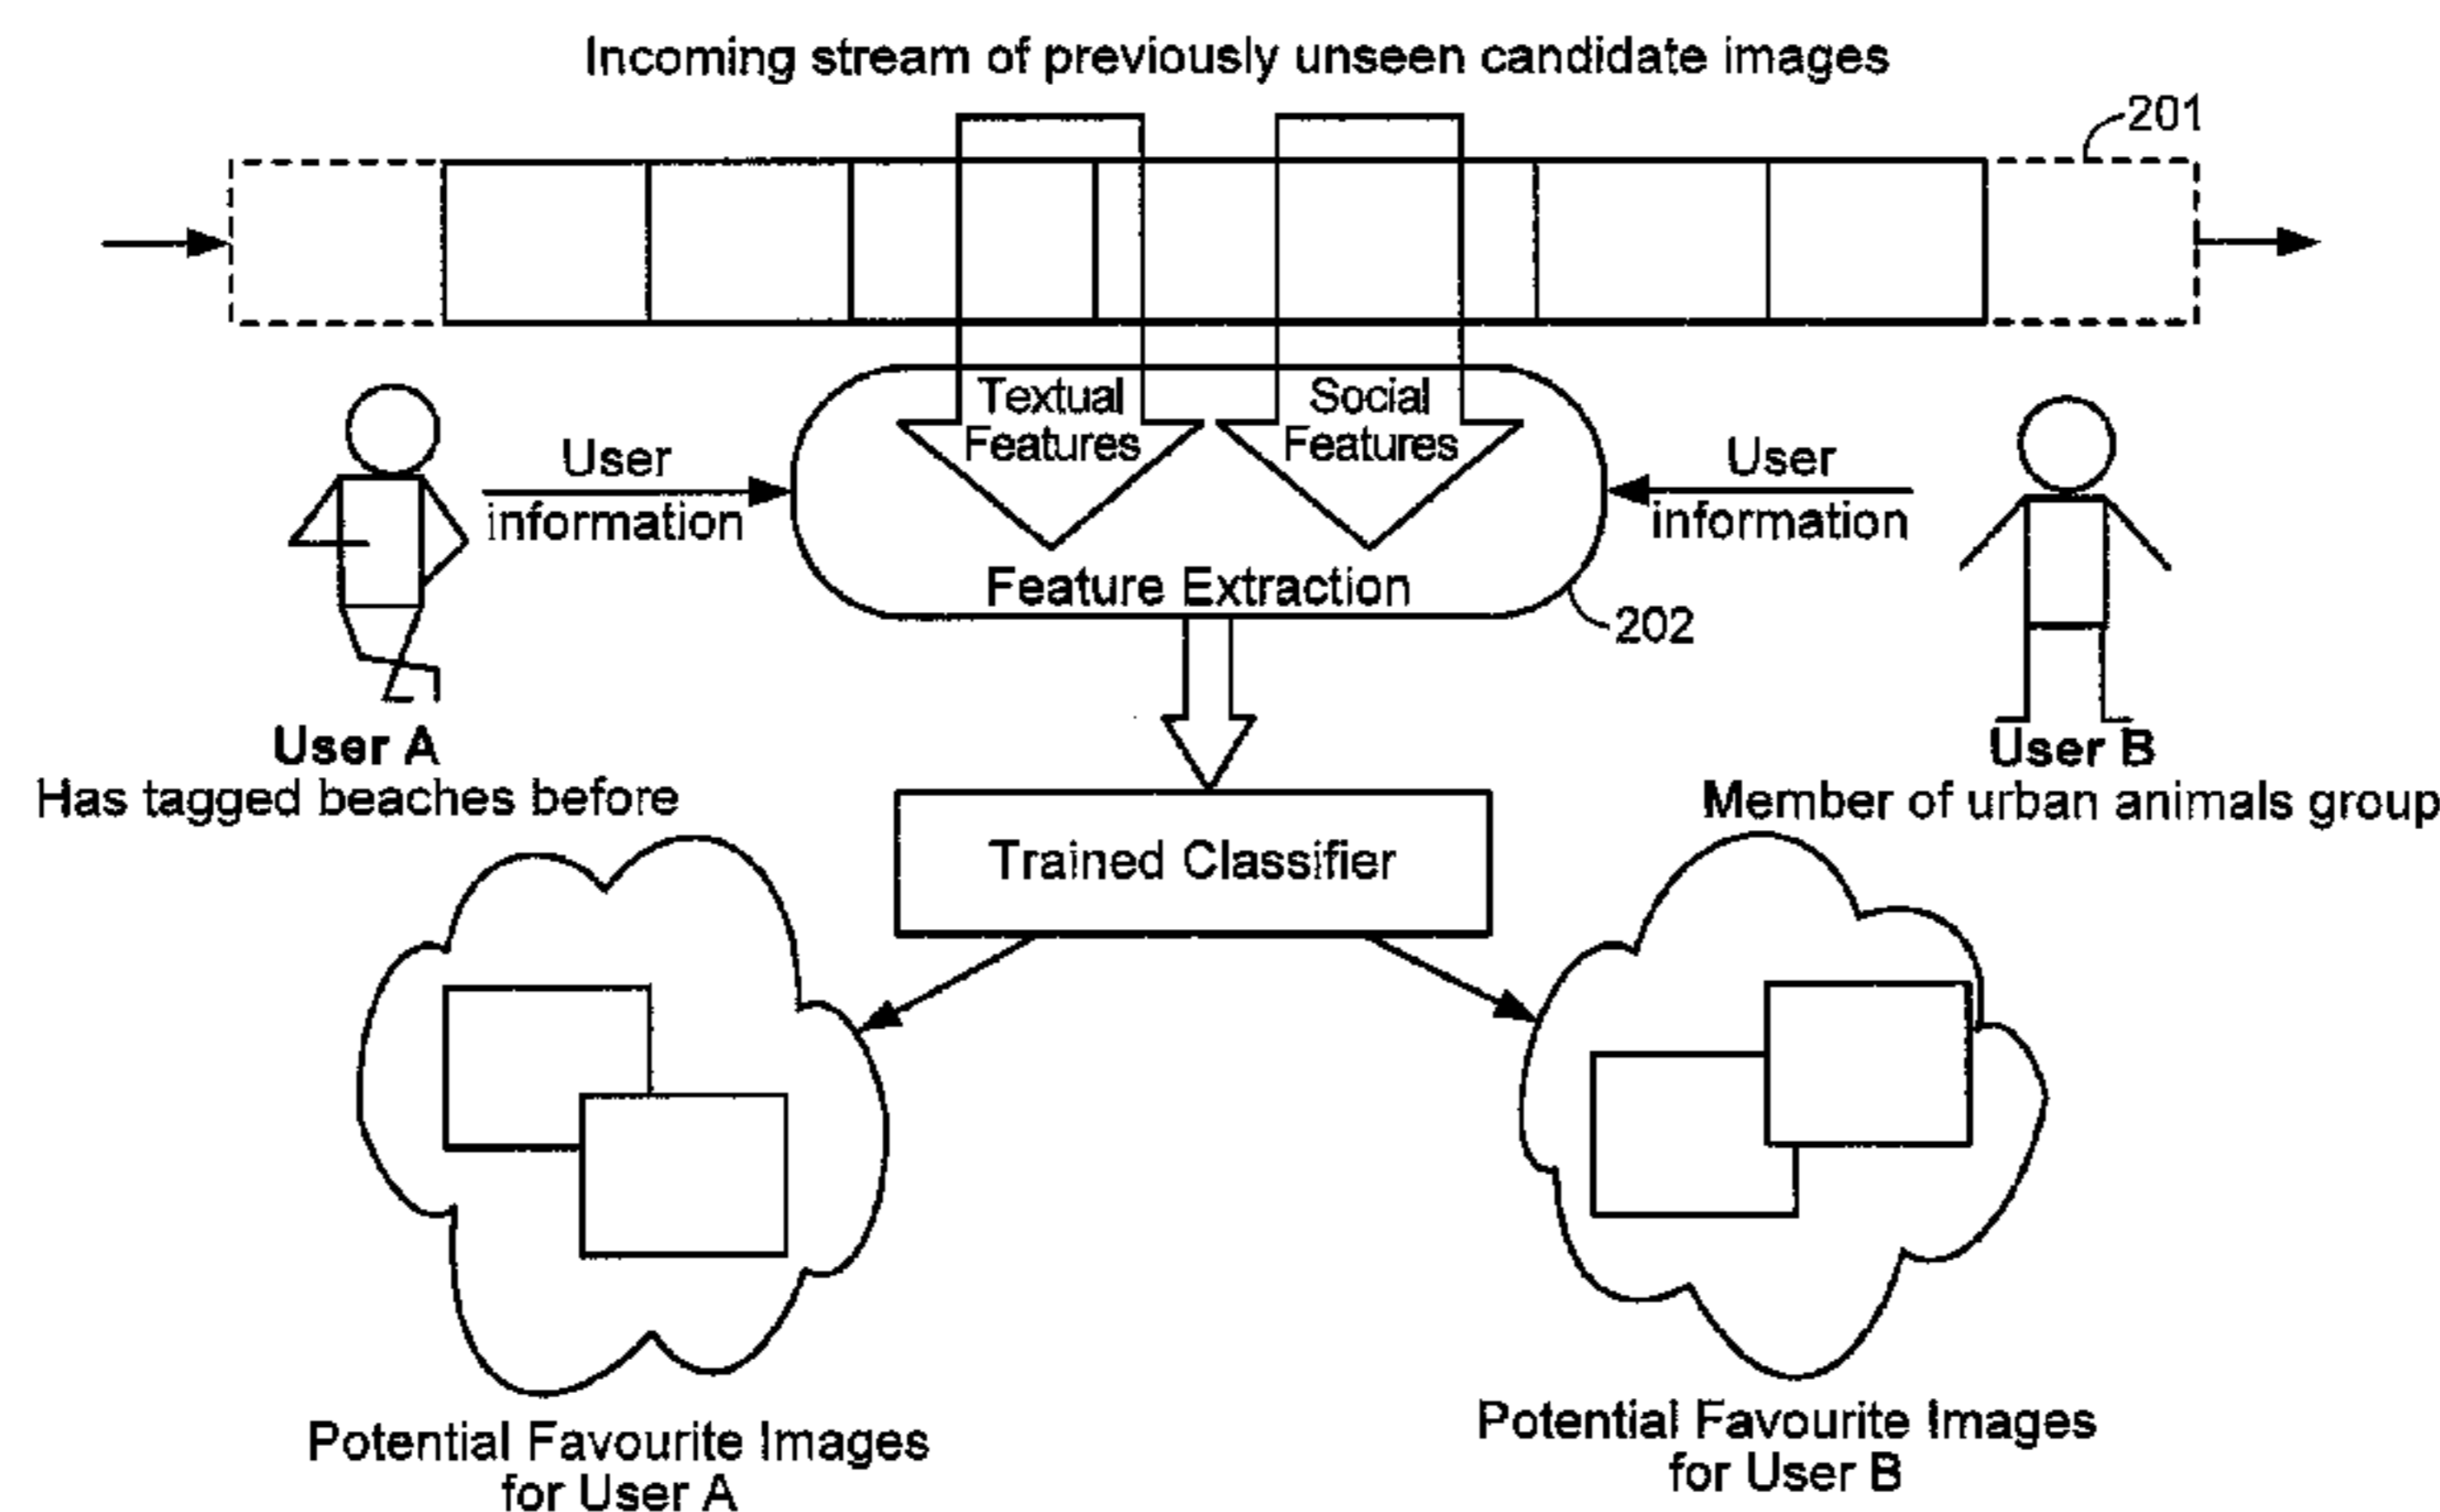 Incoming stream of previously unseen candidate images
201
Textual
Features
Social
Features
User
information
User
information
Feature Extraction
202
User A
Has tagged beaches before
User B
Member of urban animals group
Trained Classifier
Potential Favourite Images
for User A
Potential Favourite Images
for User B